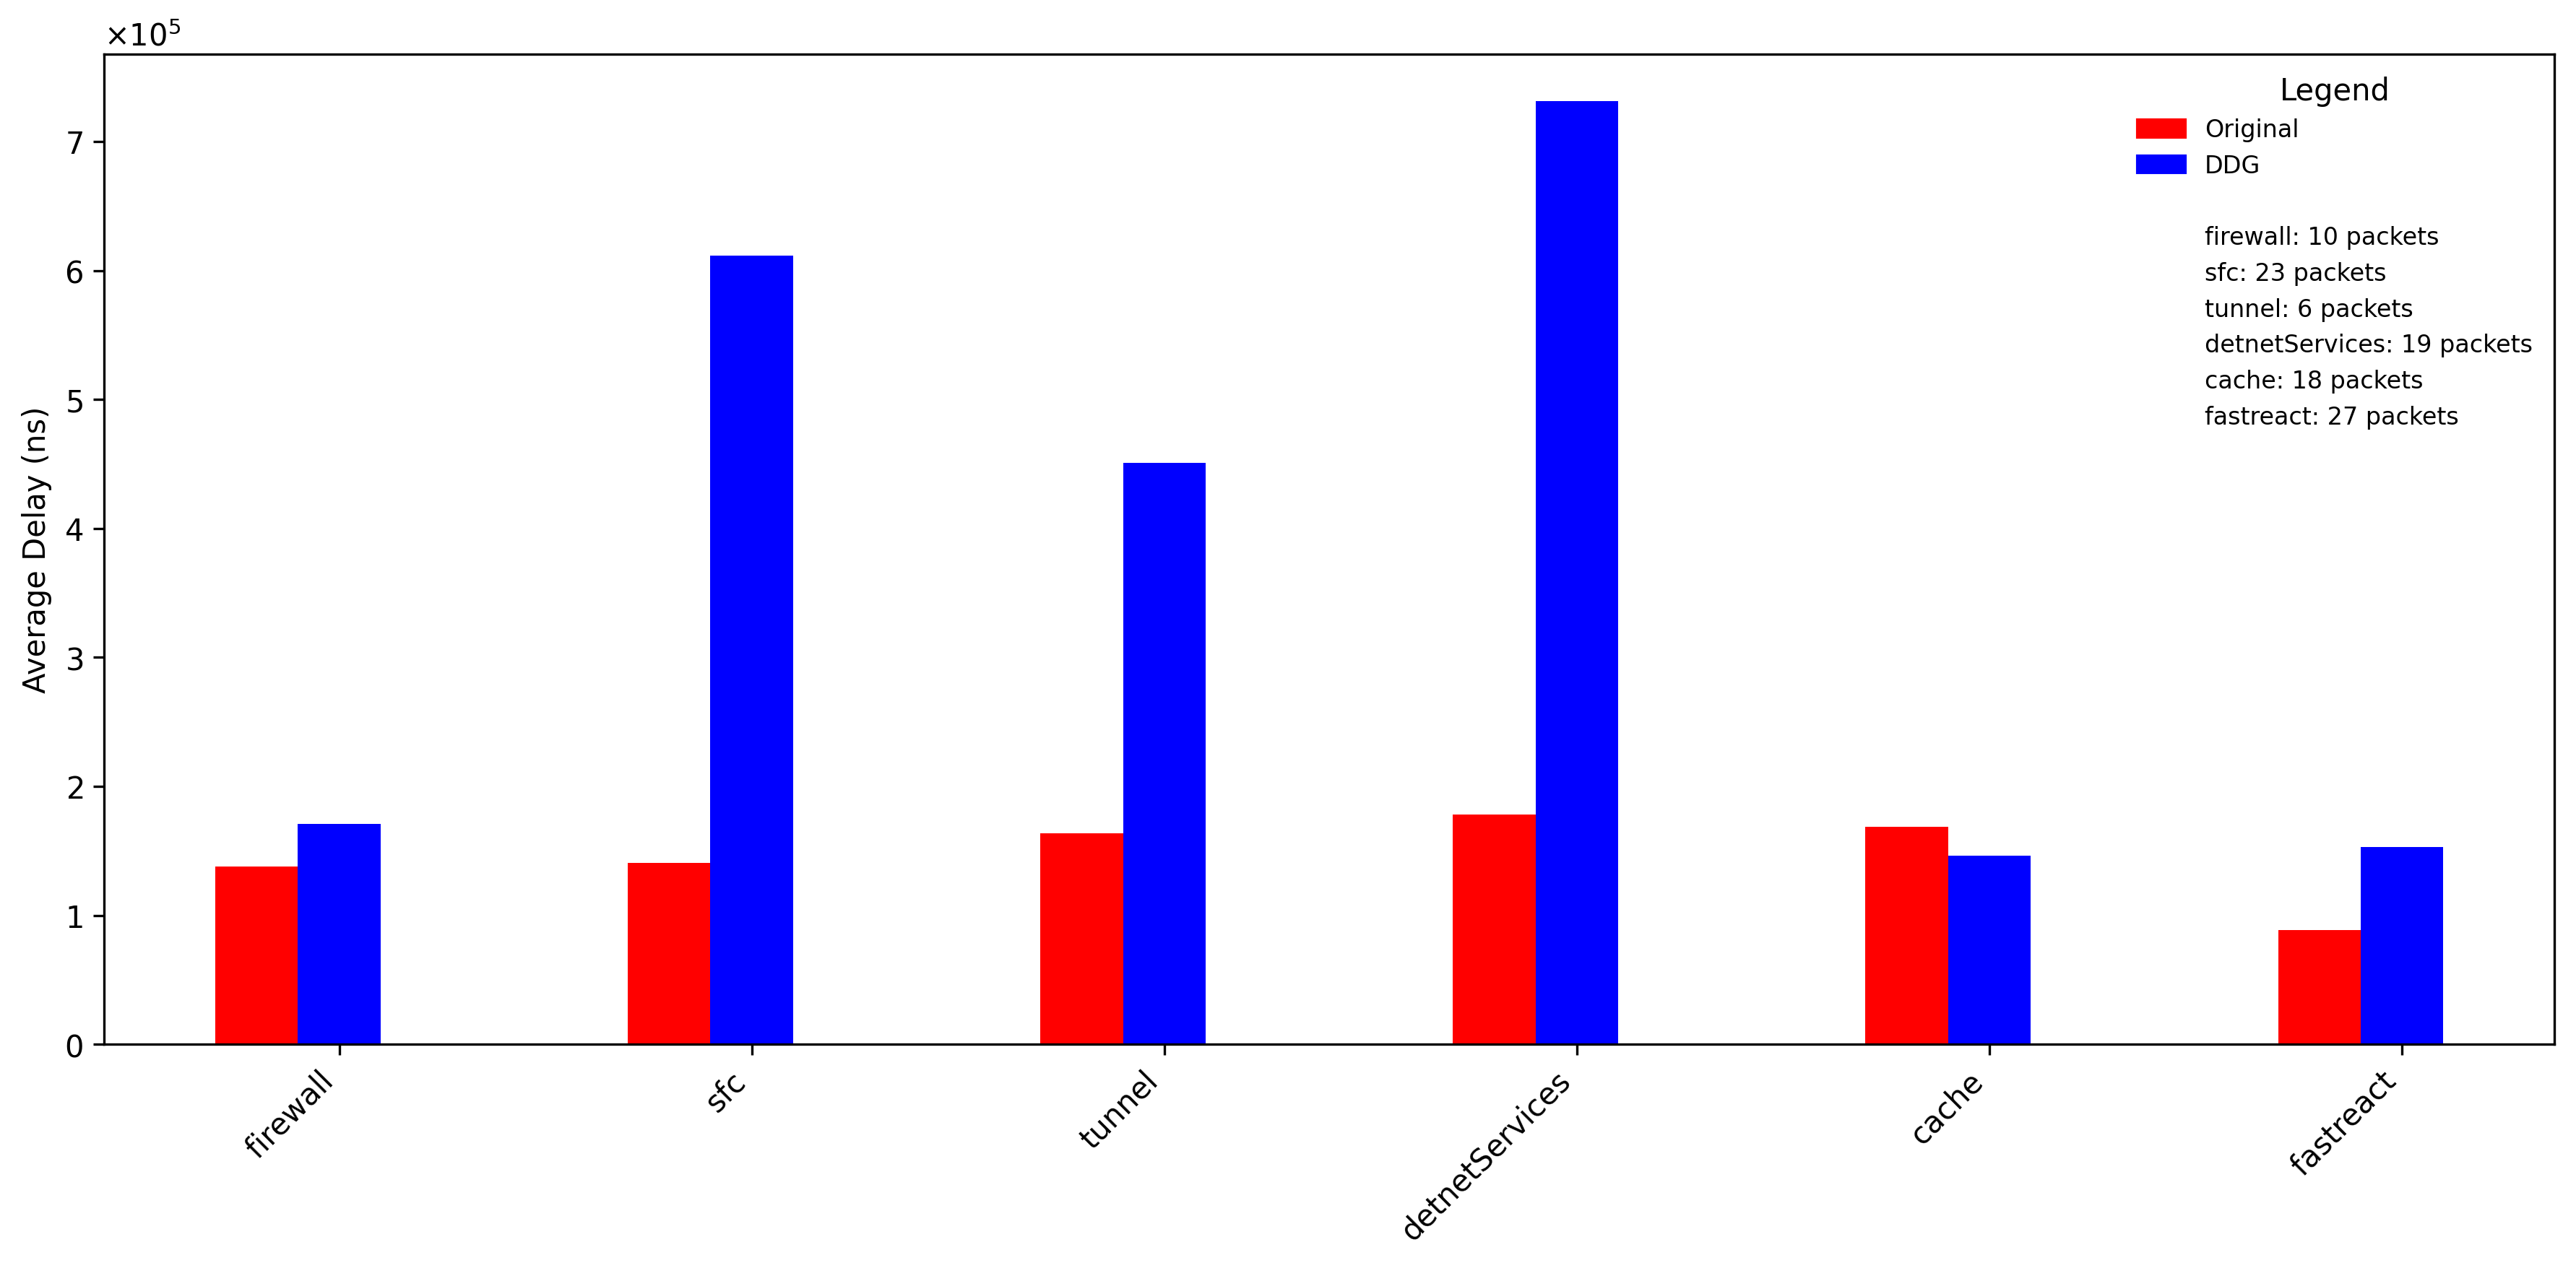 ×10⁵
7
6
5
4
3
2
1
0
Average Delay (ns)
Legend
Original
DDG
firewall: 10 packets
sfc: 23 packets
tunnel: 6 packets
detnetServices: 19 packets
cache: 18 packets
fastreact: 27 packets
firewall
sfc
tunnel
detnetServices
cache
fastreact